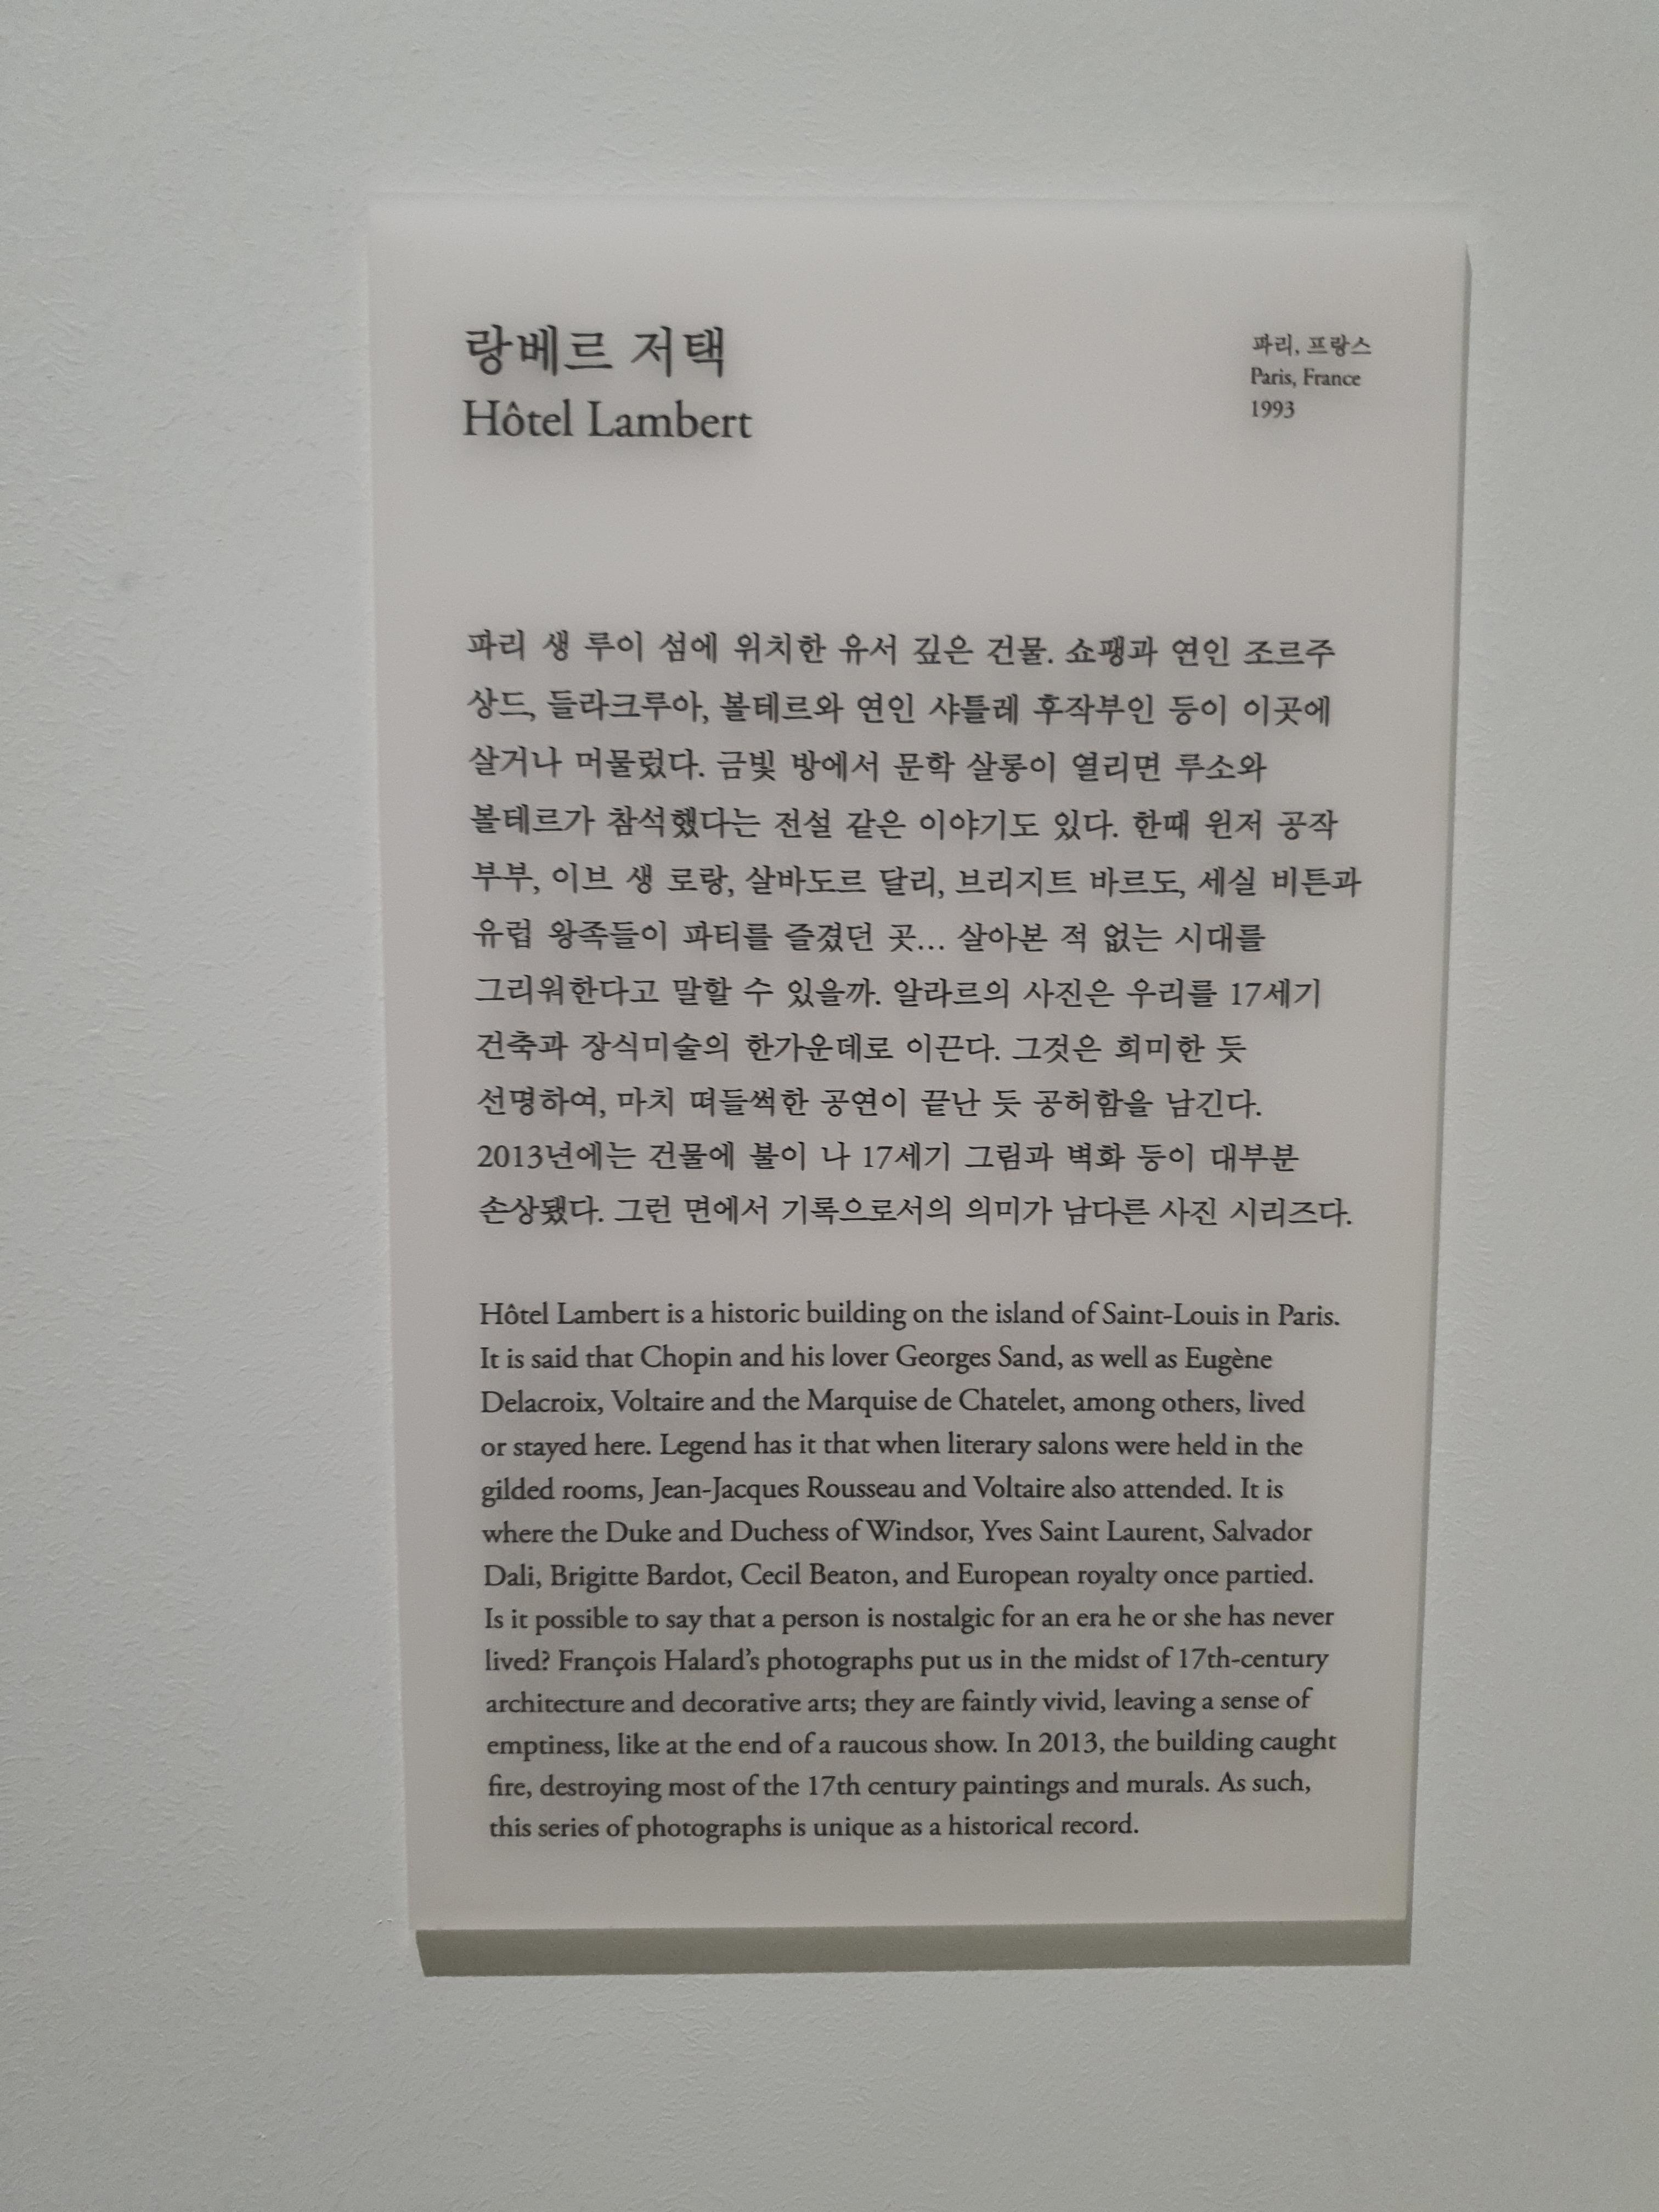 랑베르 저택
Hôtel Lambert
파리, 프랑스
Paris, France
1993
파리 생 루이 섬에 위치한 유서 깊은 건물. 쇼팽과 연인 조르주
상드, 들라크루아, 볼테르와 연인 샤틀레 후작부인 등이 이곳에
살거나 머물렀다. 금빛 방에서 문학 살롱이 열리면 루소와
볼테르가 참석했다는 전설 같은 이야기도 있다. 한때 윈저 공작
부부, 이브 생 로랑, 살바도르 달리, 브리지트 바르도, 세실 비튼과
유럽 왕족들이 파티를 즐겼던 곳... 살아본 적 없는 시대를
그리워한다고 말할 수 있을까. 알라르의 사진은 우리를 17세기
건축과 장식미술의 한가운데로 이끈다. 그것은 희미한 듯
선명하여, 마치 떠들썩한 공연이 끝난 듯 공허함을 남긴다.
2013년에는 건물에 불이 나 17세기 그림과 벽화 등이 대부분
손상됐다. 그런 면에서 기록으로서의 의미가 남다른 사진 시리즈다.
Hôtel Lambert is a historic building on the island of Saint-Louis in Paris.
It is said that Chopin and his lover Georges Sand, as well as Eugène
Delacroix, Voltaire and the Marquise de Chatelet, among others, lived
or stayed here. Legend has it that when literary salons were held in the
gilded rooms, Jean-Jacques Rousseau and Voltaire also attended. It is
where the Duke and Duchess of Windsor, Yves Saint Laurent, Salvador
Dali, Brigitte Bardot, Cecil Beaton, and European royalty once partied.
Is it possible to say that a person is nostalgic for an era he or she has never
lived? François Halard's photographs put us in the midst of 17th-century
architecture and decorative arts; they are faintly vivid, leaving a sense of
emptiness, like at the end of a raucous show. In 2013, the building caught
fire, destroying most of the 17th century paintings and murals. As such,
this series of photographs is unique as a historical record.